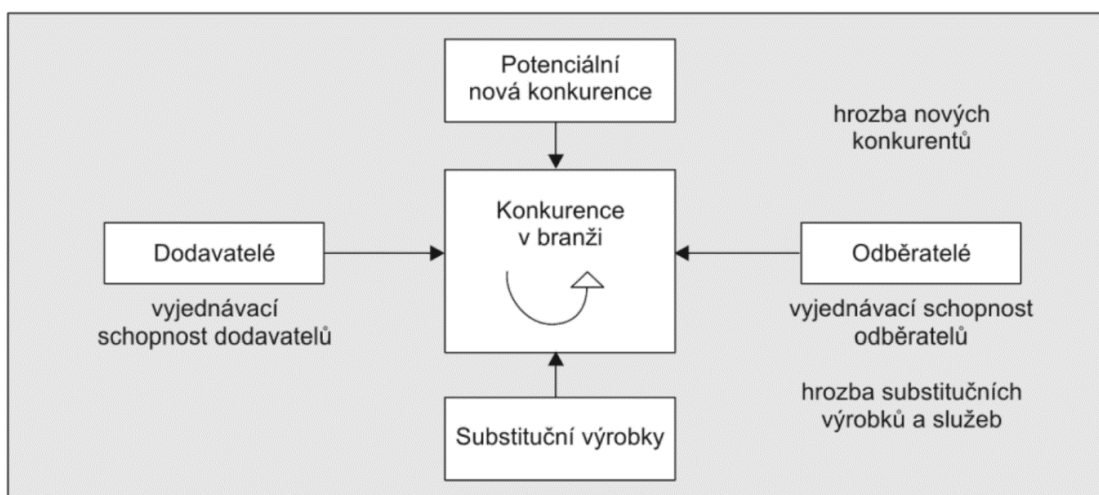 Potenciální
nová konkurence
hrozba nových
konkurentů
Konkurence
v branži
Dodavatelé
Odběratelé
vyjednávací
schopnost dodavatelů
vyjednávací schopnost
odběratelů
hrozba substitučních
výrobků a služeb
Substituční výrobky